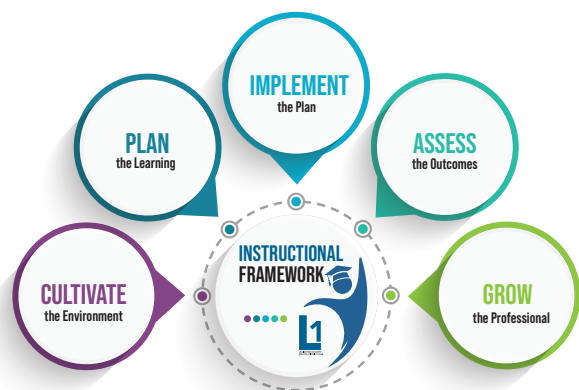 IMPLEMENT
the Plan
PLAN
the Learning
ASSESS
the Outcomes
INSTRUCTIONAL
FRAMEWORK
CULTIVATE
the Environment
GROW
the Professional
L1